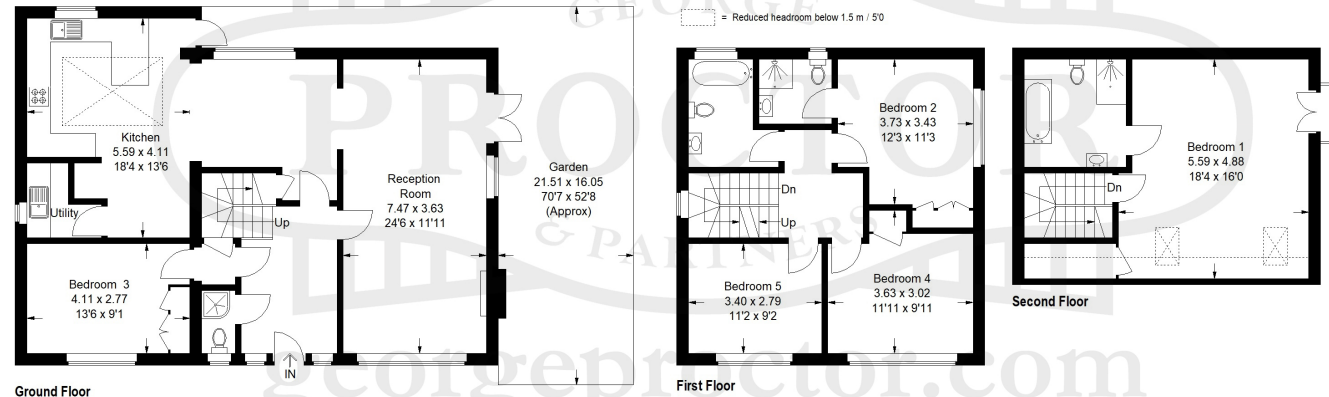 GEORGE
PROCTOR
& PARTNERS
georgeproctor.com
= Reduced headroom below 1.5 m / 5'0
Kitchen
5.59 x 4.11
18'4 x 13'6
Utility
Up
Reception
Room
7.47 x 3.63
24'6 x 11'11
Garden
21.51 x 16.05
70'7 x 52'8
(Approx)
Bedroom 3
4.11 x 2.77
13'6 x 9'1
IN
Ground Floor
Bedroom 2
3.73 x 3.43
12'3 x 11'3
Dn
Up
Bedroom 5
3.40 x 2.79
11'2 x 9'2
Bedroom 4
3.63 x 3.02
11'11 x 9'11
First Floor
Bedroom 1
5.59 x 4.88
18'4 x 16'0
Dn
Second Floor